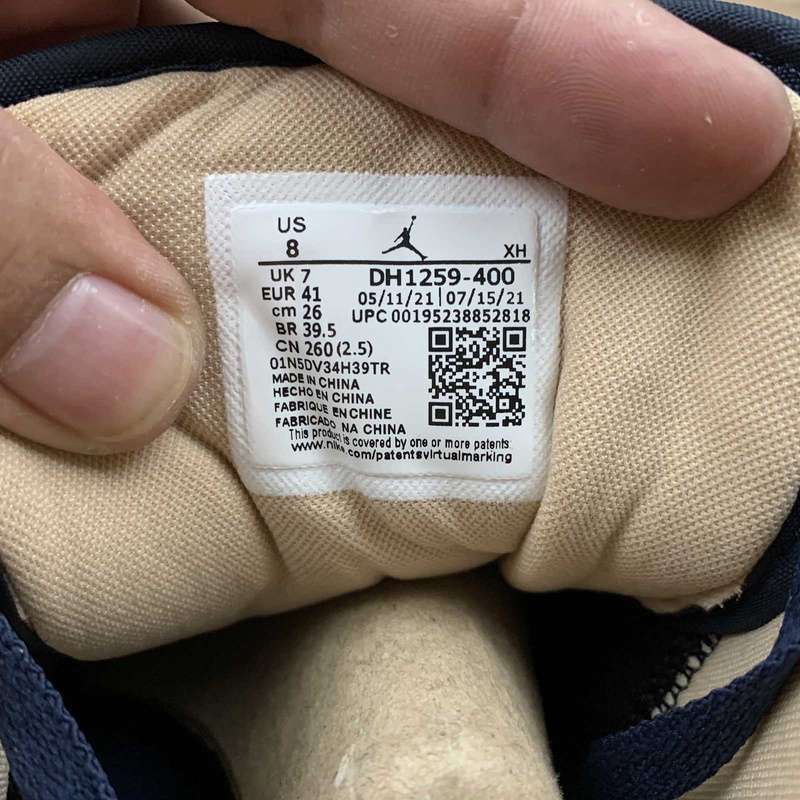 US
8
XH
UK 7
EUR 41
cm 26
BR 39.5
CN 260 (2.5)
DH1259-400
05/11/21 | 07/15/21
UPC 00195238852818
01N5DV34H39TR
MADE IN CHINA
HECHO EN CHINA
FABRIQUE EN CHINE
FABRICADO NA CHINA
This product is covered by one or more patents:
www.nike.com/patentsvirtualmarking